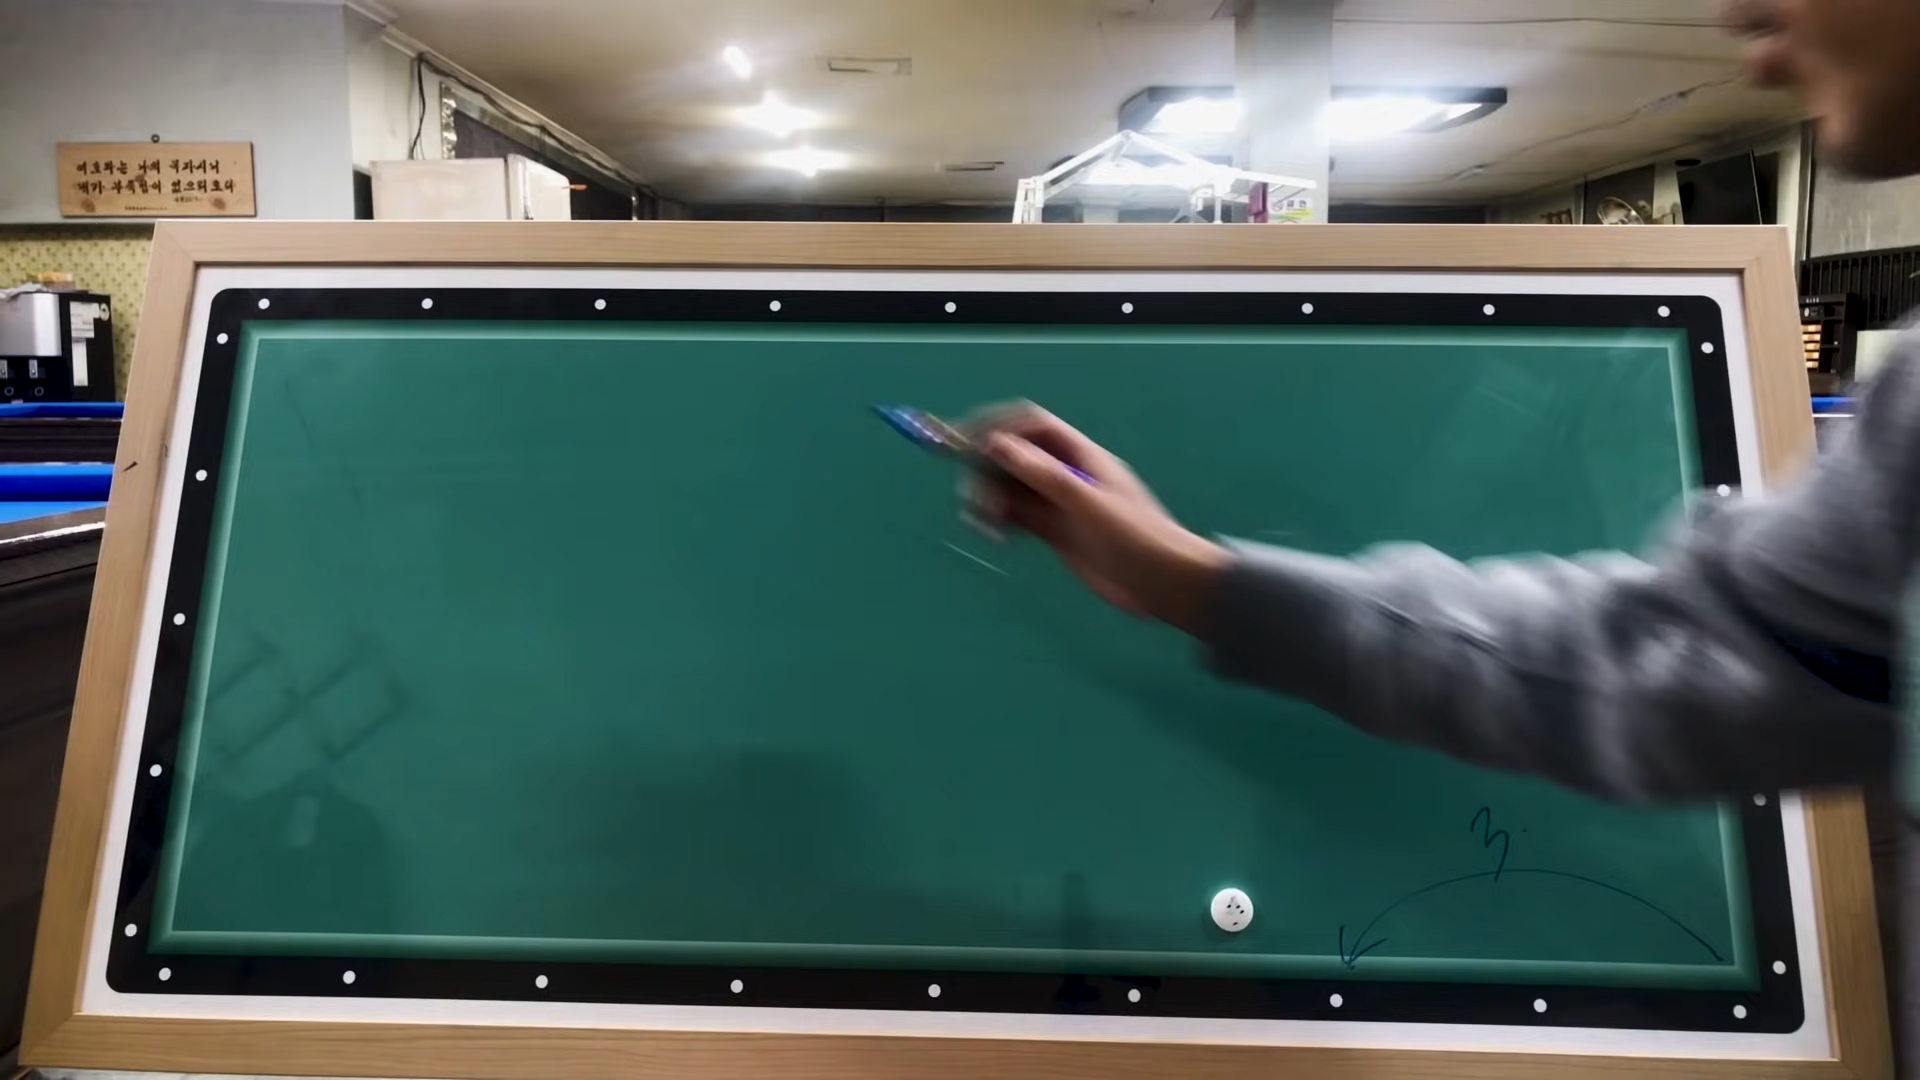 여호와는 나의 목자시니
내가 부족함이 없으리로다
3